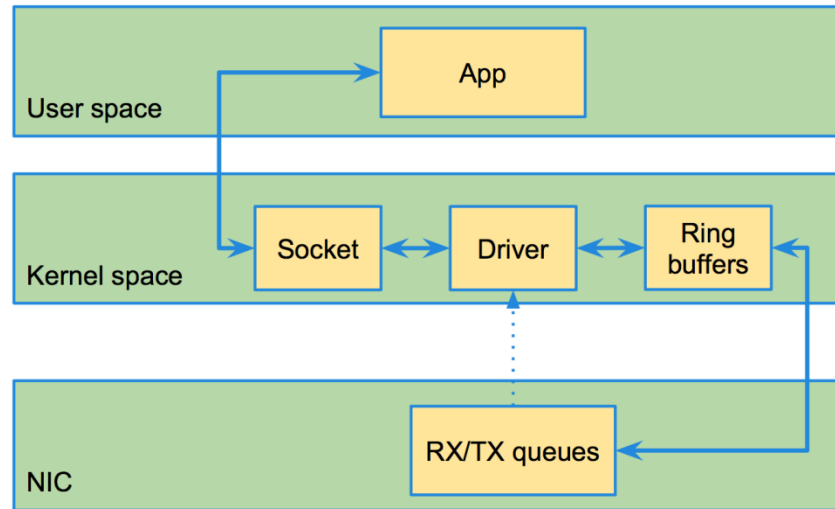 App
User space
Socket
Driver
Ring
buffers
Kernel space
RX/TX queues
NIC